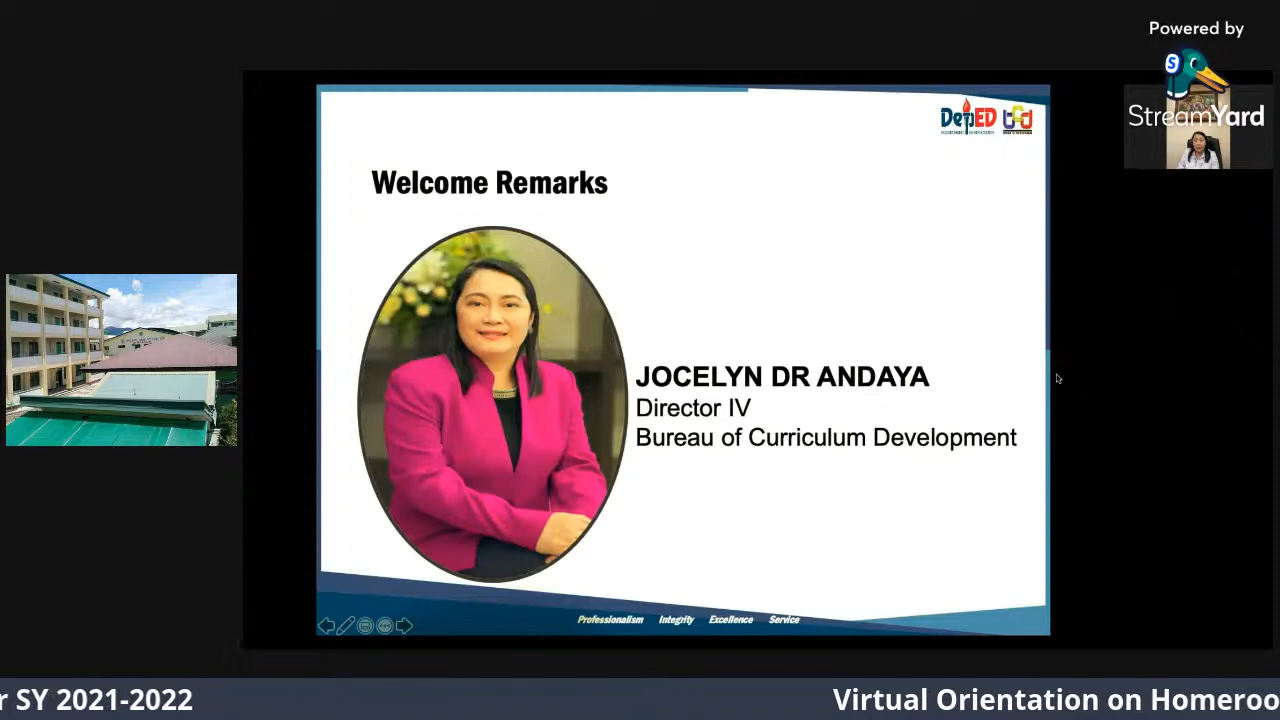 Powered by
StreamYard
DepED
bcd
Welcome Remarks
JOCELYN DR ANDAYA
Director IV
Bureau of Curriculum Development
Professionalism Integrity Excellence Service
r SY 2021-2022
Virtual Orientation on Homeroo